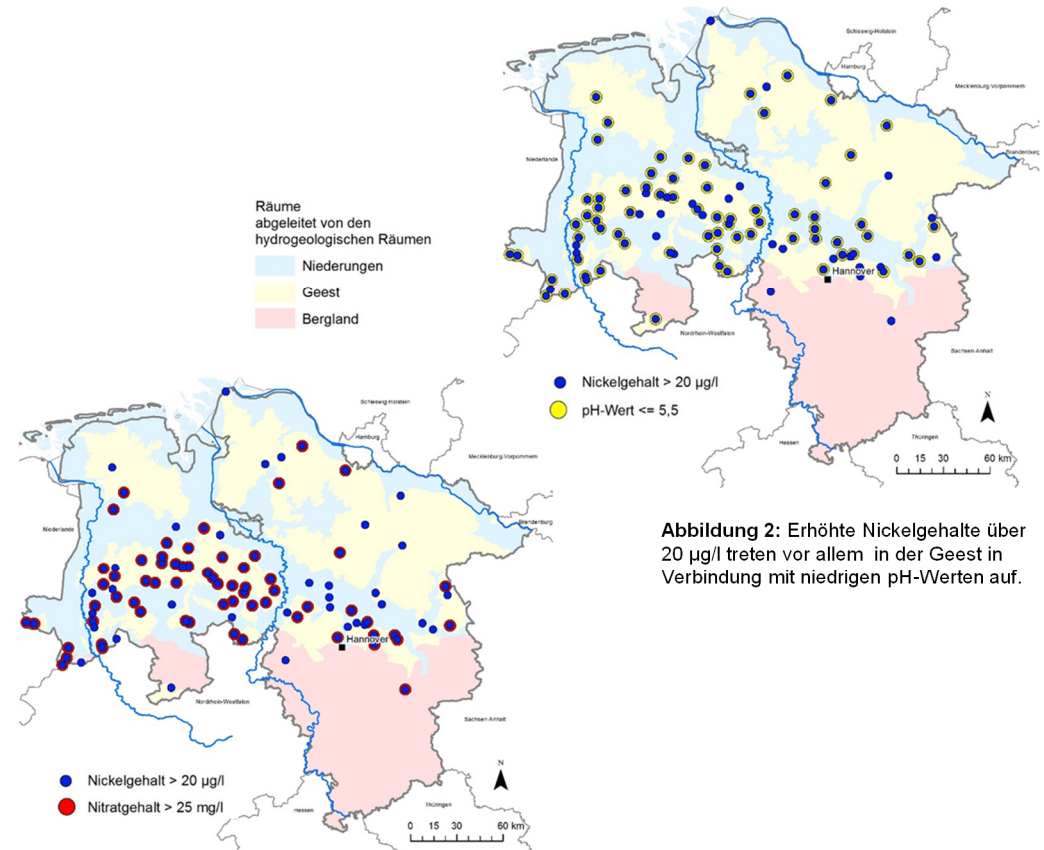 Schleswig-Holstein
Hamburg
Mecklenburg-Vorpommern
Bremen
Brandenburg
Niederlande
Hannover
Nordrhein-Westfalen
Sachsen-Anhalt
Hessen
Thüringen
N
0 15 30 60 km
Nickelgehalt > 20 µg/l
pH-Wert <= 5,5
Räume
abgeleitet von den
hydrogeologischen Räumen
Niederungen
Geest
Bergland
Schleswig-Holstein
Hamburg
Mecklenburg-Vorpommern
Bremen
Brandenburg
Niederlande
Hannover
Nordrhein-Westfalen
Sachsen-Anhalt
Hessen
Thüringen
N
0 15 30 60 km
Nickelgehalt > 20 µg/l
Nitratgehalt > 25 mg/l
Abbildung 2: Erhöhte Nickelgehalte über
20 µg/l treten vor allem in der Geest in
Verbindung mit niedrigen pH-Werten auf.